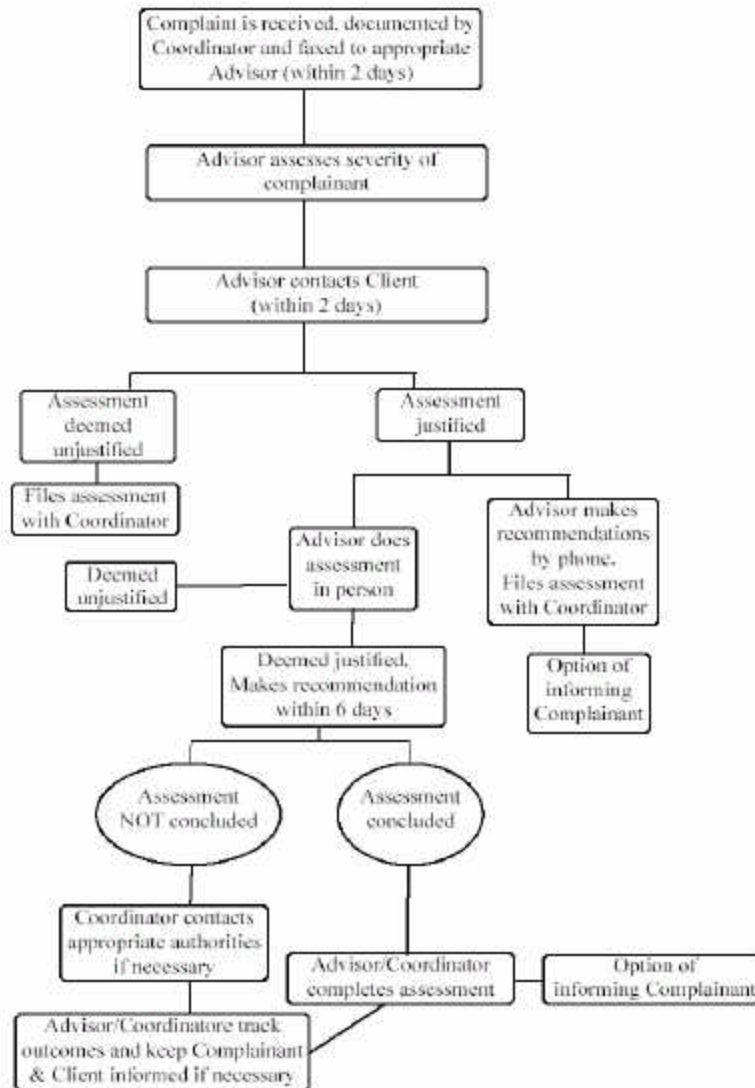 Complaint is received, documented by
Coordinator and faxed to appropriate
Advisor (within 2 days)
Advisor assesses severity of
complainant
Advisor contacts Client
(within 2 days)
Assessment
deemed
unjustified
Assessment
justified
Files assessment
with Coordinator
Advisor does
assessment
in person
Advisor makes
recommendations
by phone.
Files assessment
with Coordinator
Deemed
unjustified
Deemed justified.
Makes recommendation
within 6 days
Option of
informing
Complainant
Assessment
NOT concluded
Assessment
concluded
Coordinator contacts
appropriate authorities
if necessary
Advisor/Coordinator
completes assessment
Option of
informing Complainant
Advisor/Coordinatore track
outcomes and keep Complainant
& Client informed if necessary